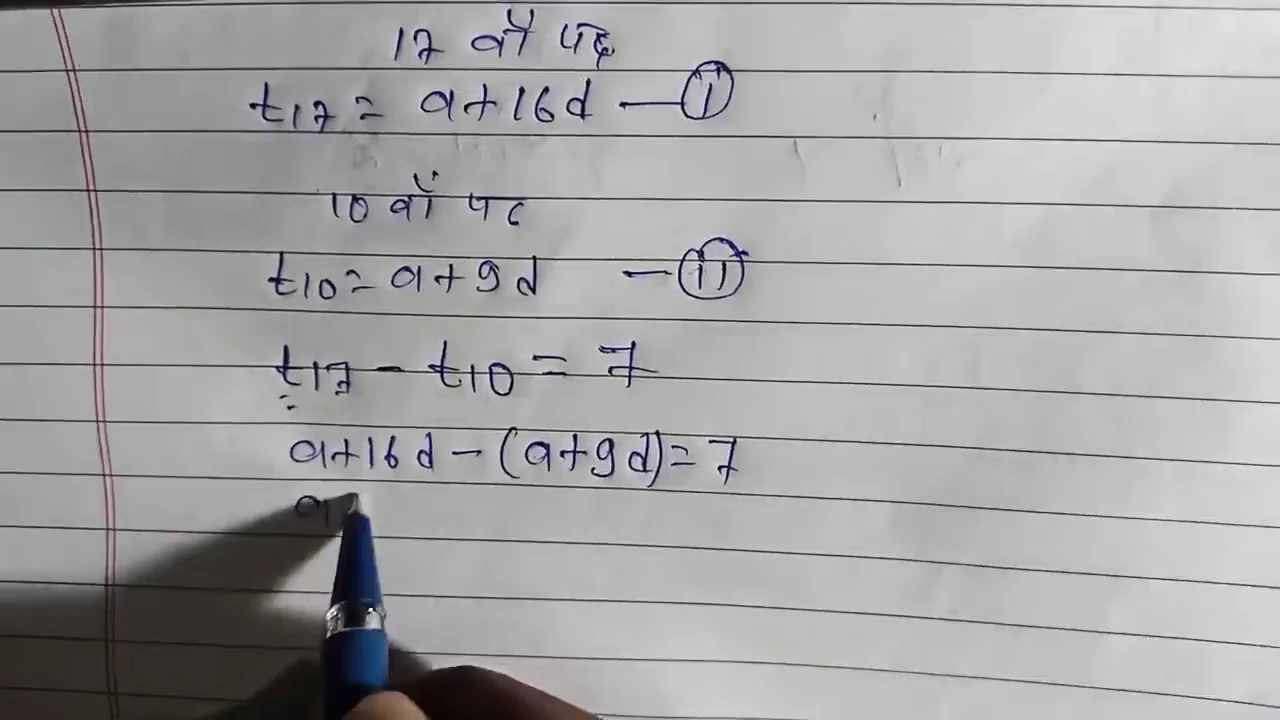 17 वाँ पद
t17 = a+16d —(I)
10 वाँ पद
t10 = a+9d —(II)
t17 - t10 = 7
a+16d - (a+9d) = 7
a